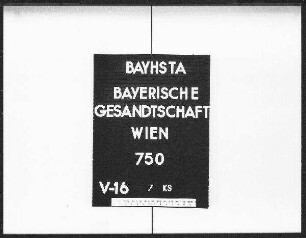 BAYHSTA
BAYERISCHE
GESANDTSCHAFT
WIEN
750
V-16 / KS